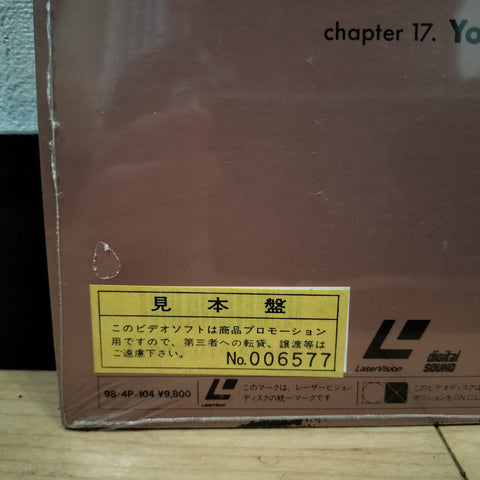 chapter 17. Yo
見本盤
このビデオソフトは商品プロモーション
用ですので、第三者への転貸、譲渡等は
ご遠慮下さい。
No.006577
LaserVision
digital
SOUND
98-4P-104 ¥9,800
LaserVision
このマークは、レーザービジョン
ディスクの統一マークです
このビデオディスクは
ポジションをONにし